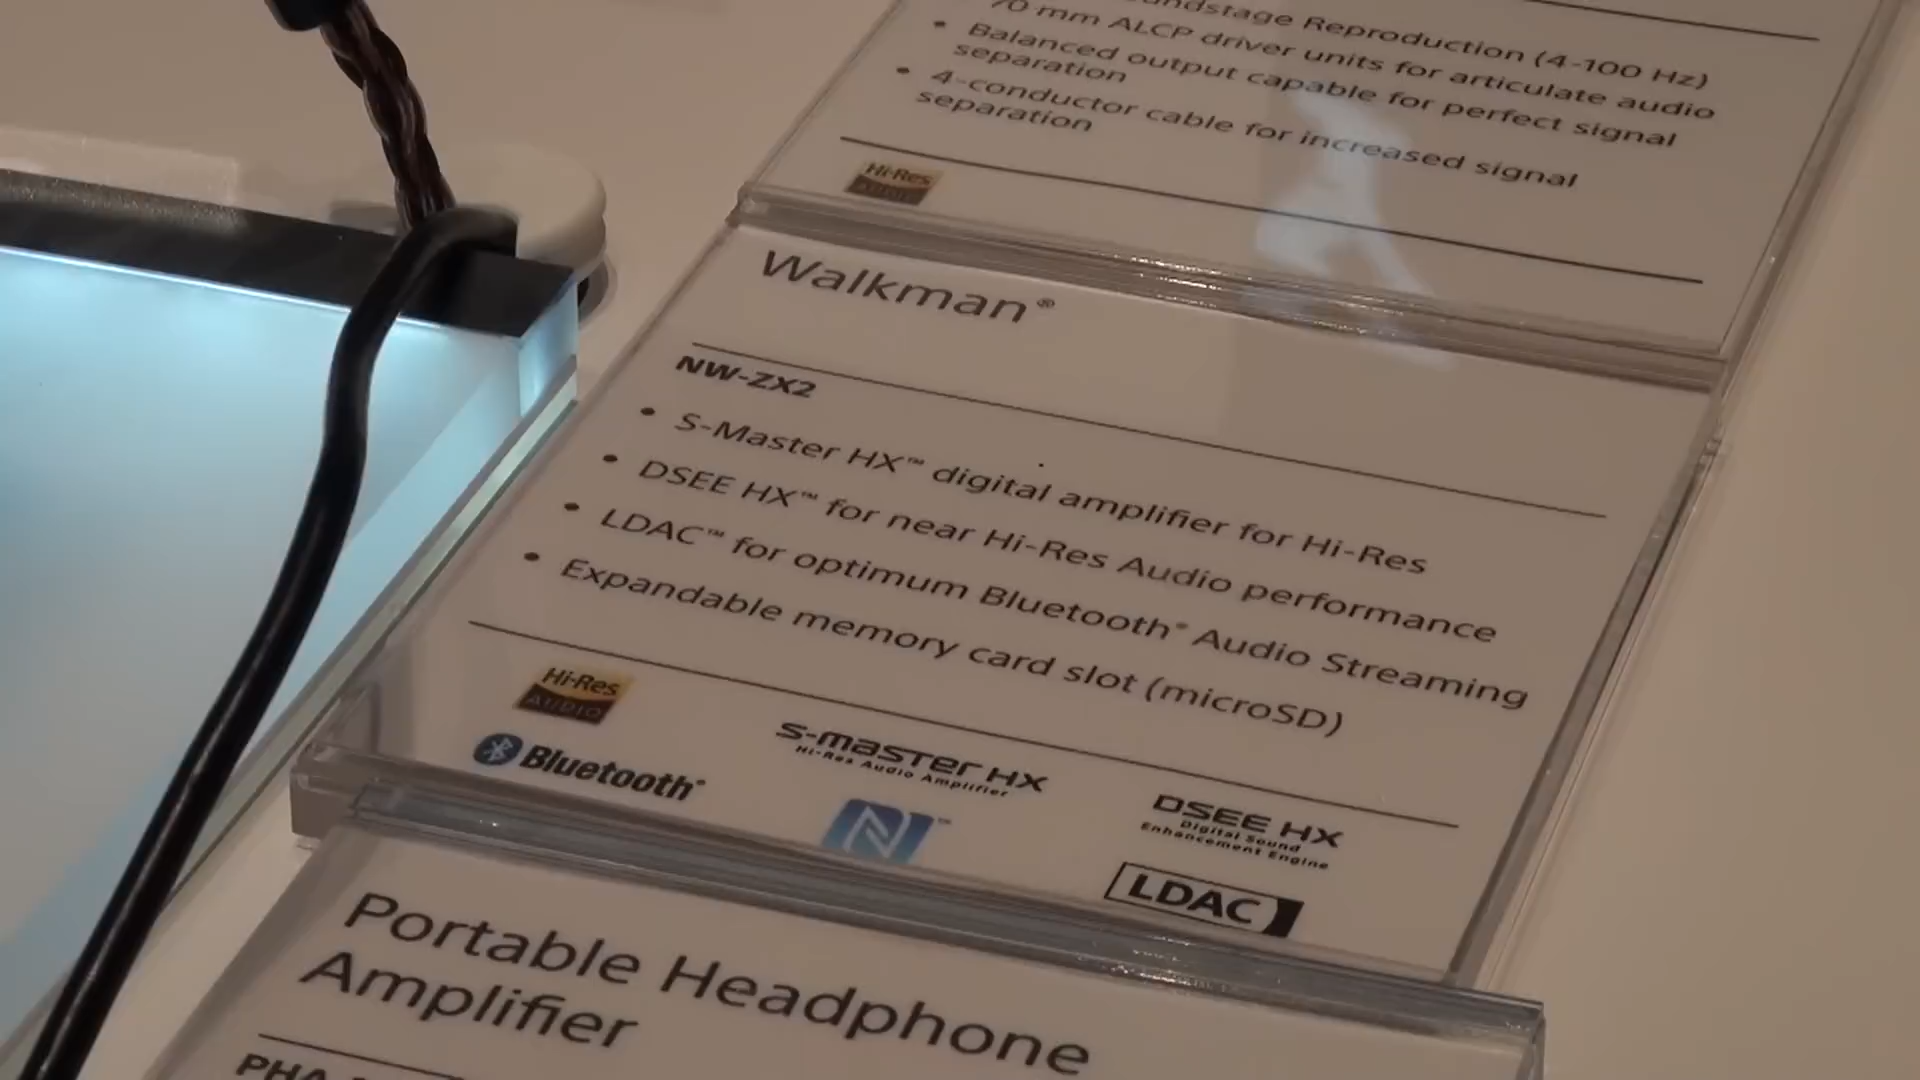 Reproduction (4-100 Hz)
70 mm ALCP driver units for articulate audio
• Balanced output capable for perfect signal
separation
• 4-conductor cable for increased signal
separation
Hi-Res
AUDIO
Walkman®
NW-ZX2
• S-Master HX™ digital amplifier for Hi-Res
• DSEE HX™ for near Hi-Res Audio performance
• LDAC™ for optimum Bluetooth® Audio Streaming
• Expandable memory card slot (microSD)
Hi-Res
AUDIO
S-Master HX
Hi-Res Audio Amplifier
DSEE HX
Digital Sound
Enhancement Engine
Bluetooth®
N™
LDAC
Portable Headphone
Amplifier